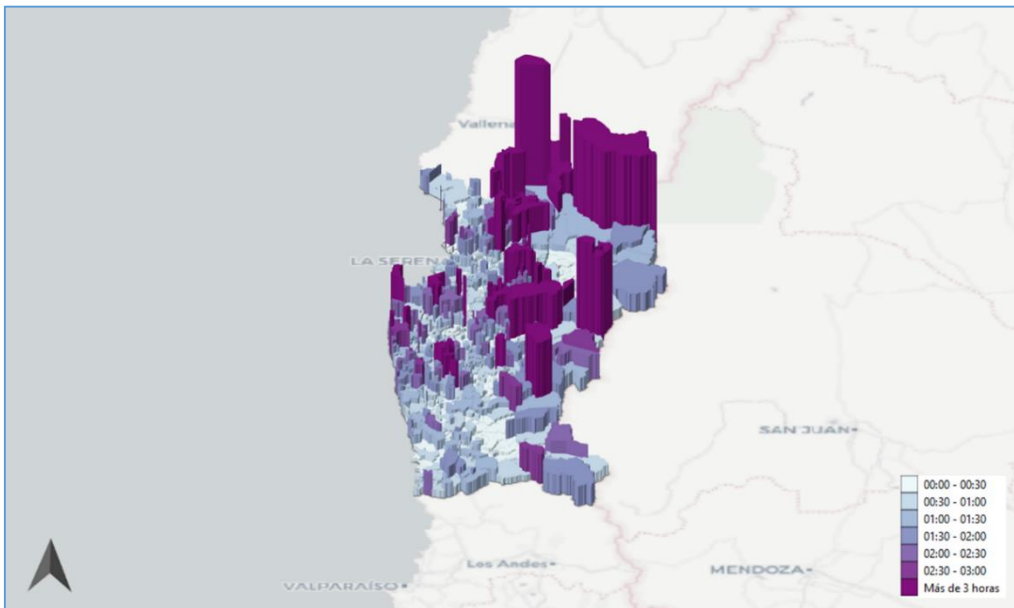 Vallena
LA SERENA
SAN JUAN
Los Andes
VALPARAÍSO
MENDOZA
00:00 - 00:30
00:30 - 01:00
01:00 - 01:30
01:30 - 02:00
02:00 - 02:30
02:30 - 03:00
Más de 3 horas